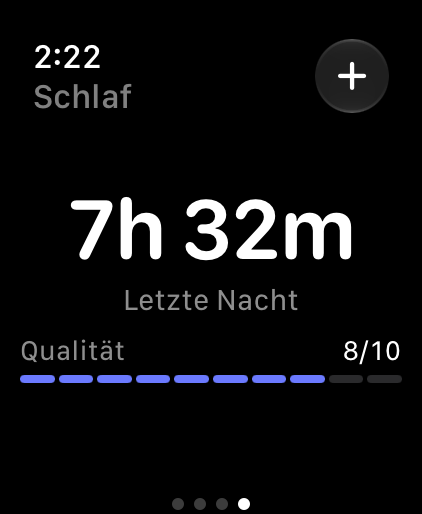 2:22
Schlaf
+
7h 32m
Letzte Nacht
Qualität 8/10